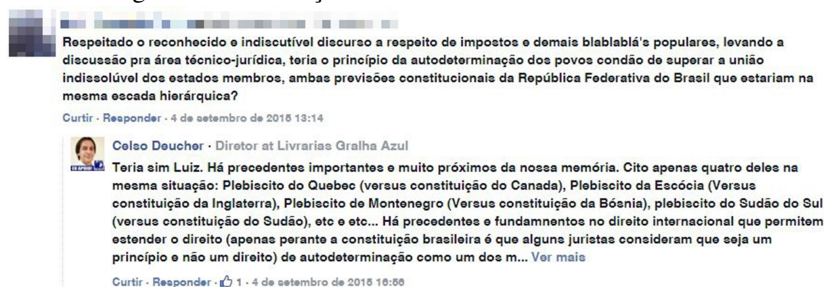 Respeitado o reconhecido e indiscutível discurso a respeito de impostos e demais blablablá's populares, levando a
discussão pra área técnico-jurídica, teria o princípio da autodeterminação dos povos condão de superar a união
indissolúvel dos estados membros, ambas previsões constitucionais da República Federativa do Brasil que estariam na
mesma escada hierárquica?
Curtir · Responder · 4 de setembro de 2015 13:14
Celso Deucher · Diretor at Livrarias Gralha Azul
Teria sim Luiz. Há precedentes importantes e muito próximos da nossa memória. Cito apenas quatro deles na
mesma situação: Plebiscito do Quebec (versus constituição do Canada), Plebiscito da Escócia (Versus
constituição da Inglaterra), Plebiscito de Montenegro (Versus constituição da Bósnia), plebiscito do Sudão do Sul
(versus constituição do Sudão), etc e etc... Há precedentes e fundamnentos no direito internacional que permitem
estender o direito (apenas perante a constituição brasileira é que alguns juristas consideram que seja um
princípio e não um direito) de autodeterminação como um dos m... Ver mais
Curtir · Responder · 1 · 4 de setembro de 2015 16:56